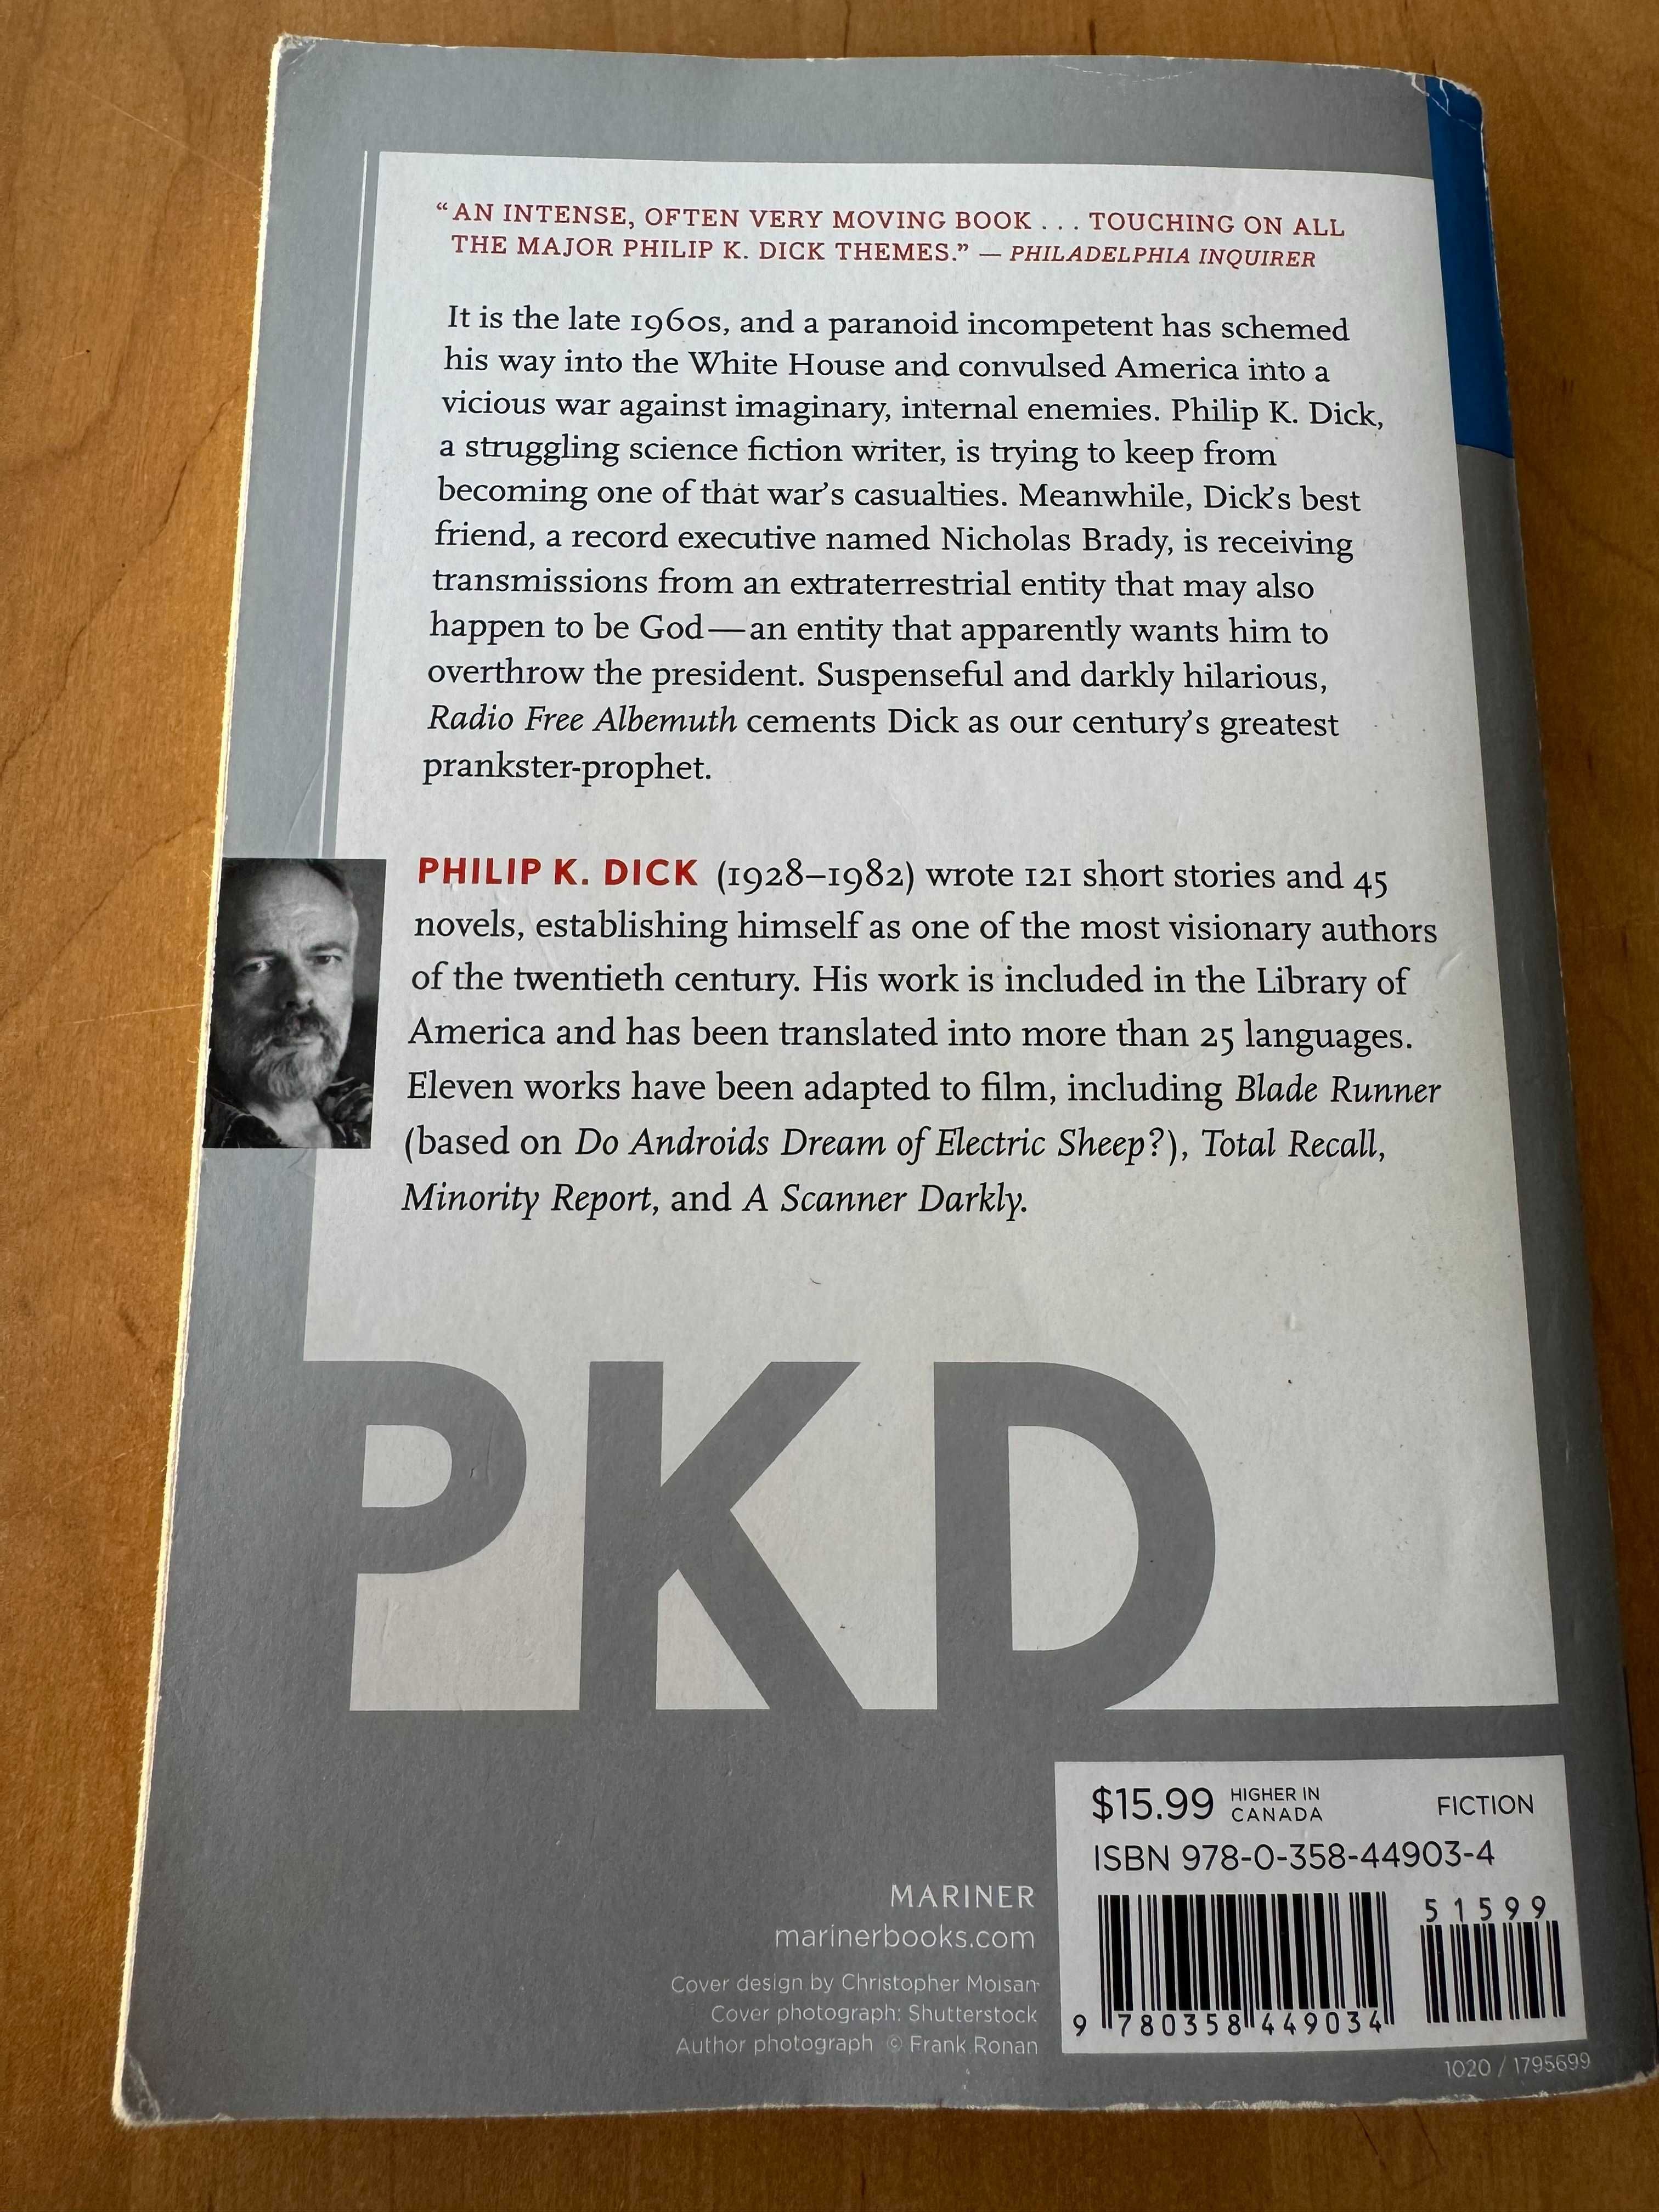 “AN INTENSE, OFTEN VERY MOVING BOOK . . . TOUCHING ON ALL
THE MAJOR PHILIP K. DICK THEMES.” — PHILADELPHIA INQUIRER
It is the late 1960s, and a paranoid incompetent has schemed
his way into the White House and convulsed America into a
vicious war against imaginary, internal enemies. Philip K. Dick,
a struggling science fiction writer, is trying to keep from
becoming one of that war’s casualties. Meanwhile, Dick’s best
friend, a record executive named Nicholas Brady, is receiving
transmissions from an extraterrestrial entity that may also
happen to be God—an entity that apparently wants him to
overthrow the president. Suspenseful and darkly hilarious,
Radio Free Albemuth cements Dick as our century’s greatest
prankster-prophet.
PHILIP K. DICK (1928–1982) wrote 121 short stories and 45
novels, establishing himself as one of the most visionary authors
of the twentieth century. His work is included in the Library of
America and has been translated into more than 25 languages.
Eleven works have been adapted to film, including Blade Runner
(based on Do Androids Dream of Electric Sheep?), Total Recall,
Minority Report, and A Scanner Darkly.
PKD
$15.99 HIGHER IN CANADA FICTION
ISBN 978-0-358-44903-4
51599
9 780358 449034
MARINER
marinerbooks.com
Cover design by Christopher Moisan
Cover photograph: Shutterstock
Author photograph © Frank Ronan
1020 / 1795699